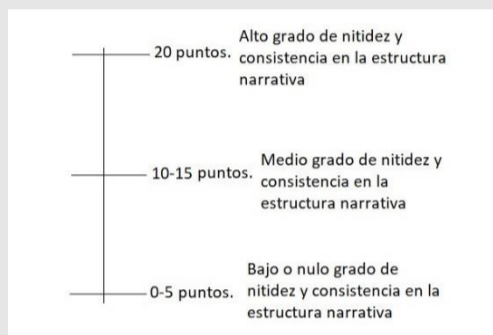 20 puntos. Alto grado de nitidez y
consistencia en la estructura
narrativa
10-15 puntos. Medio grado de nitidez y
consistencia en la
estructura narrativa
0-5 puntos. Bajo o nulo grado de
nitidez y consistencia en la
estructura narrativa